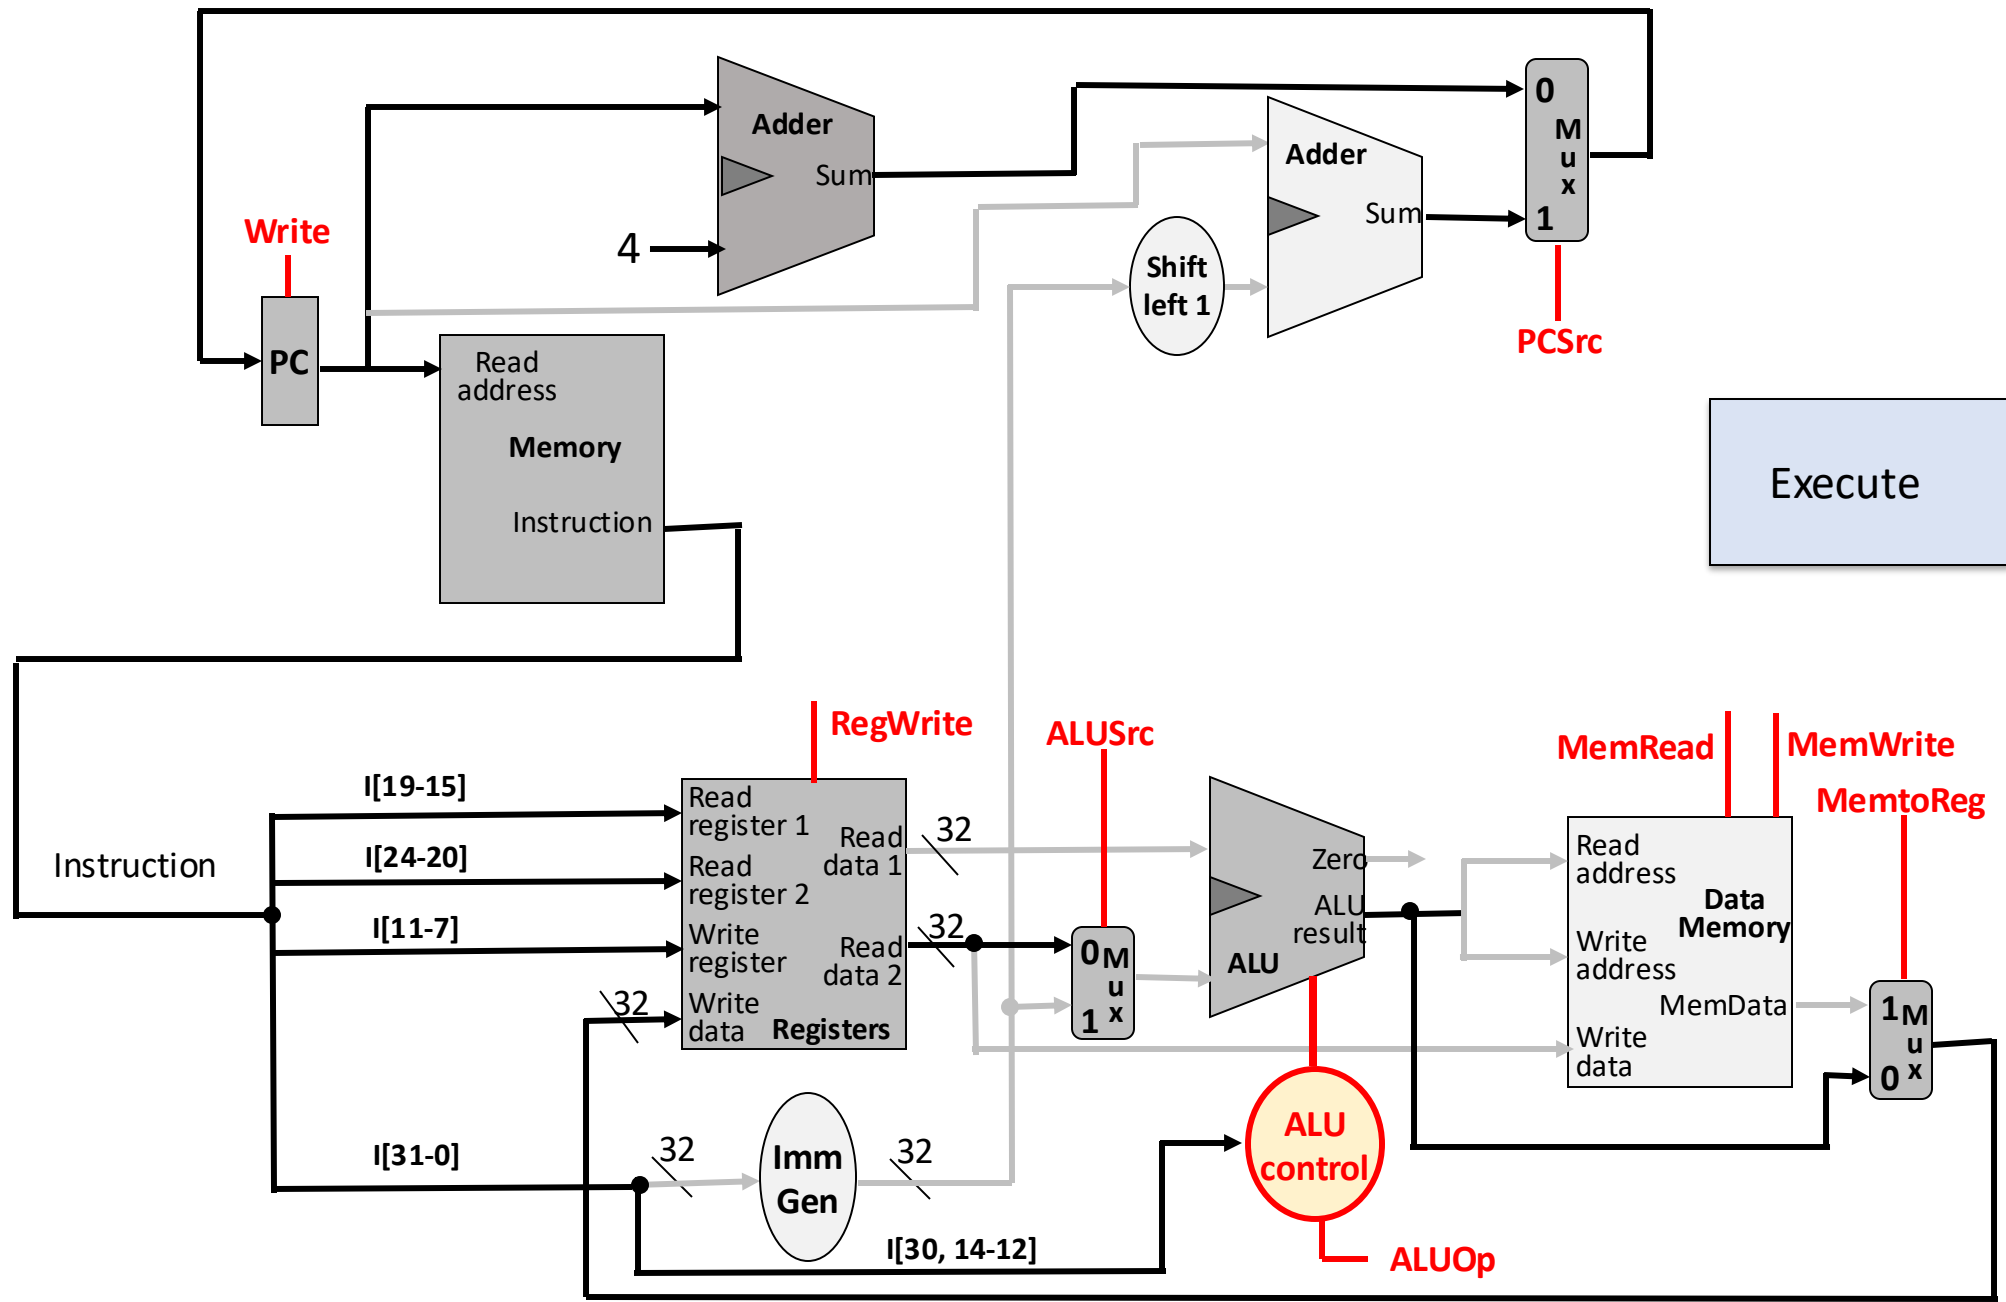 Adder
Sum
4
Write
PC
Read
address
Memory
Instruction
Shift
left 1
Adder
Sum
0
M
u
x
1
PCSrc
Execute
Instruction
I[19-15]
I[24-20]
I[11-7]
I[31-0]
RegWrite
Read
register 1
Read
register 2
Write
register
Write
data
Read
data 1
Read
data 2
Registers
32
32
32
32
Imm
Gen
32
I[30, 14-12]
ALUSrc
0
M
u
x
1
Zero
ALU
result
ALU
ALU
control
ALUOp
MemRead
MemWrite
MemtoReg
Read
address
Data
Memory
Write
address
MemData
Write
data
1
M
u
x
0